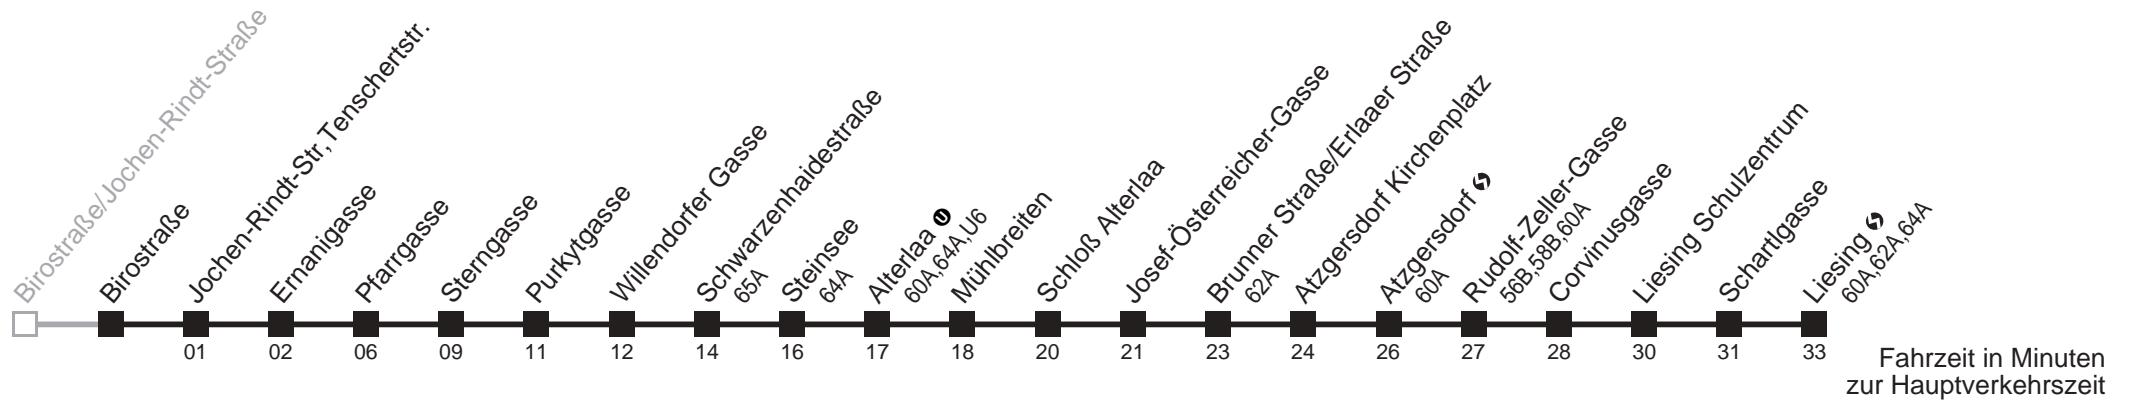 Birostraße/Jochen-Rindt-Straße
Birostraße
Jochen-Rindt-Str,Tenschertstr.
Ernanigasse
Pfarrgasse
Sterngasse
Purkytgasse
Willendorfer Gasse
Schwarzenhaidestraße
65A
Steinsee
64A
Alterlaa U
60A,64A,U6
Mühlbreiten
Schloß Alterlaa
Josef-Österreicher-Gasse
Brunner Straße/Erlaaer Straße
62A
Atzgersdorf Kirchenplatz
Atzgersdorf
60A
Rudolf-Zeller-Gasse
56B,58B,60A
Corvinusgasse
Liesing Schulzentrum
Schartlgasse
Liesing
60A,62A,64A
01 02 06 09 11 12 14 16 17 18 20 21 23 24 26 27 28 30 31 33
Fahrzeit in Minuten
zur Hauptverkehrszeit